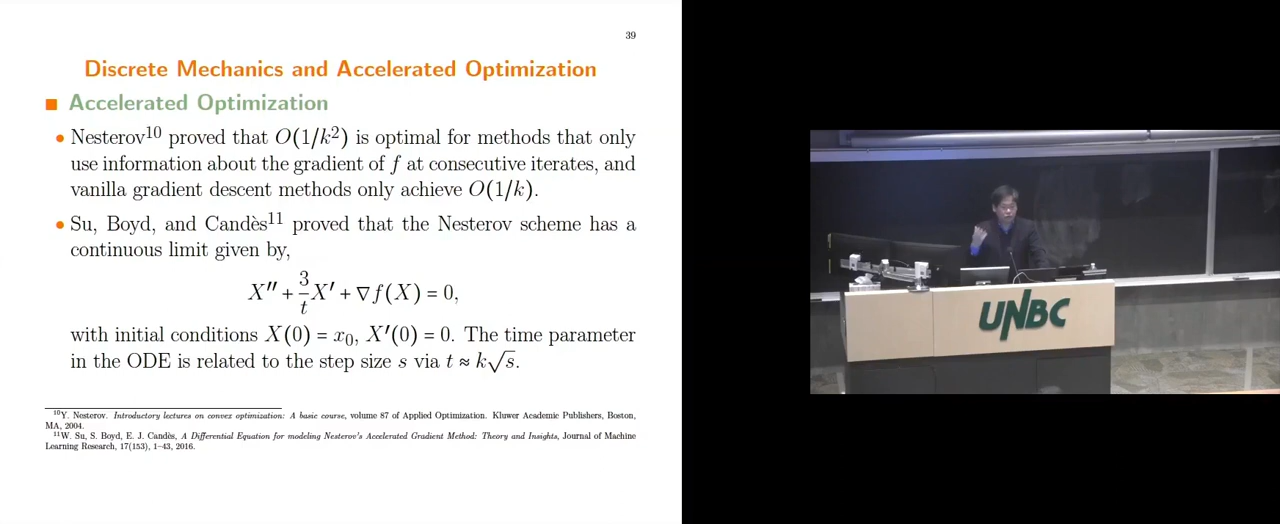 39
Discrete Mechanics and Accelerated Optimization
■ Accelerated Optimization
• Nesterov¹⁰ proved that O(1/k²) is optimal for methods that only
use information about the gradient of f at consecutive iterates, and
vanilla gradient descent methods only achieve O(1/k).
• Su, Boyd, and Candès¹¹ proved that the Nesterov scheme has a
continuous limit given by,
X″ + 3/t X′ + ∇f(X) = 0,
with initial conditions X(0) = x₀, X′(0) = 0. The time parameter
in the ODE is related to the step size s via t ≈ k√s.
¹⁰Y. Nesterov. Introductory lectures on convex optimization: A basic course, volume 87 of Applied Optimization. Kluwer Academic Publishers, Boston,
MA, 2004.
¹¹W. Su, S. Boyd, E. J. Candès, A Differential Equation for modeling Nesterov's Accelerated Gradient Method: Theory and Insights, Journal of Machine
Learning Research, 17(153), 1–43, 2016.
UNBC